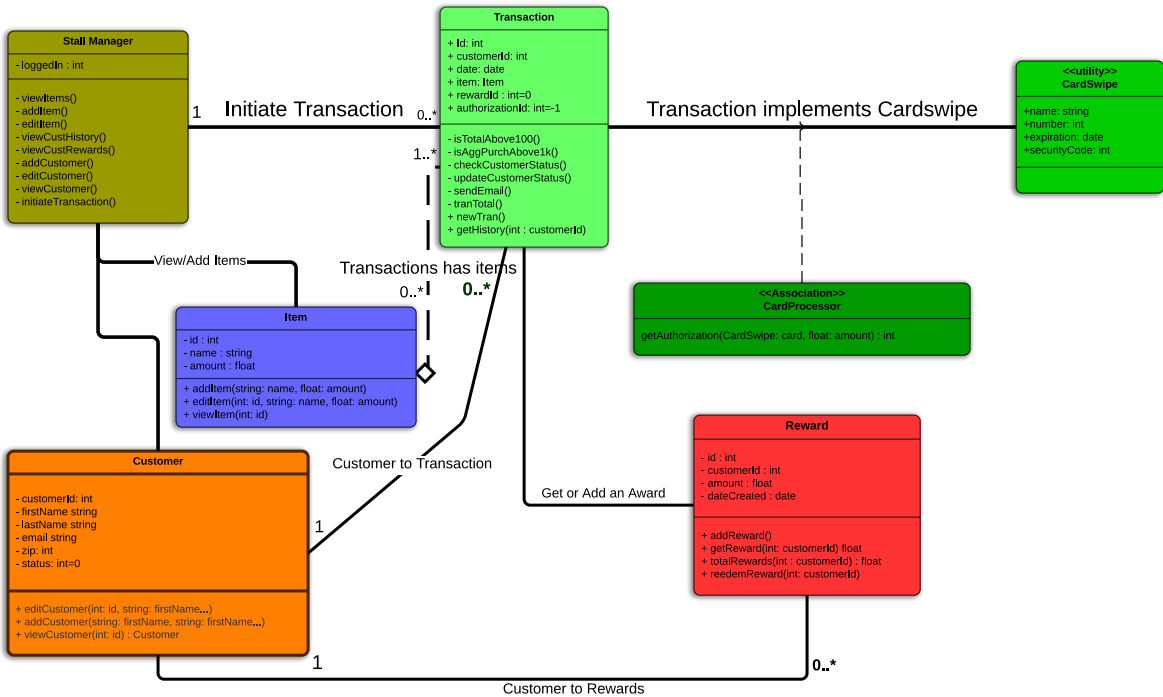 Stall Manager
- loggedIn : int
- viewItems()
- addItem()
- editItem()
- viewCustHistory()
- viewCustRewards()
- addCustomer()
- editCustomer()
- viewCustomer()
- initiateTransaction()
1
Initiate Transaction
0..*
Transaction
+ Id: int
+ customerId: int
+ date: date
+ item: Item
+ rewardId : int=0
+ authorizationId: int=-1
- isTotalAbove100()
- isAggPurchAbove1k()
- checkCustomerStatus()
- updateCustomerStatus()
- sendEmail()
- tranTotal()
+ newTran()
+ getHistory(int : customerId)
Transaction implements Cardswipe
<<utility>>
CardSwipe
+name: string
+number: int
+expiration: date
+securityCode: int
1..*
View/Add Items
Transactions has items
0..*
0..*
<<Association>>
CardProcessor
getAuthorization(CardSwipe: card, float: amount) : int
Item
- id : int
- name : string
- amount : float
+ addItem(string: name, float: amount)
+ editItem(int: id, string: name, float: amount)
+ viewItem(int: id)
Customer
- customerId: int
- firstName string
- lastName string
- email string
- zip: int
- status: int=0
+ editCustomer(int: id, string: firstName...)
+ addCustomer(string: firstName, string: firstName...)
+ viewCustomer(int: id) : Customer
Customer to Transaction
1
Get or Add an Award
Reward
- id : int
- customerId : int
- amount : float
- dateCreated : date
+ addReward()
+ getReward(int: customerId) float
+ totalRewards(int : customerId) : float
+ reedemReward(int: customerId)
1
0..*
Customer to Rewards